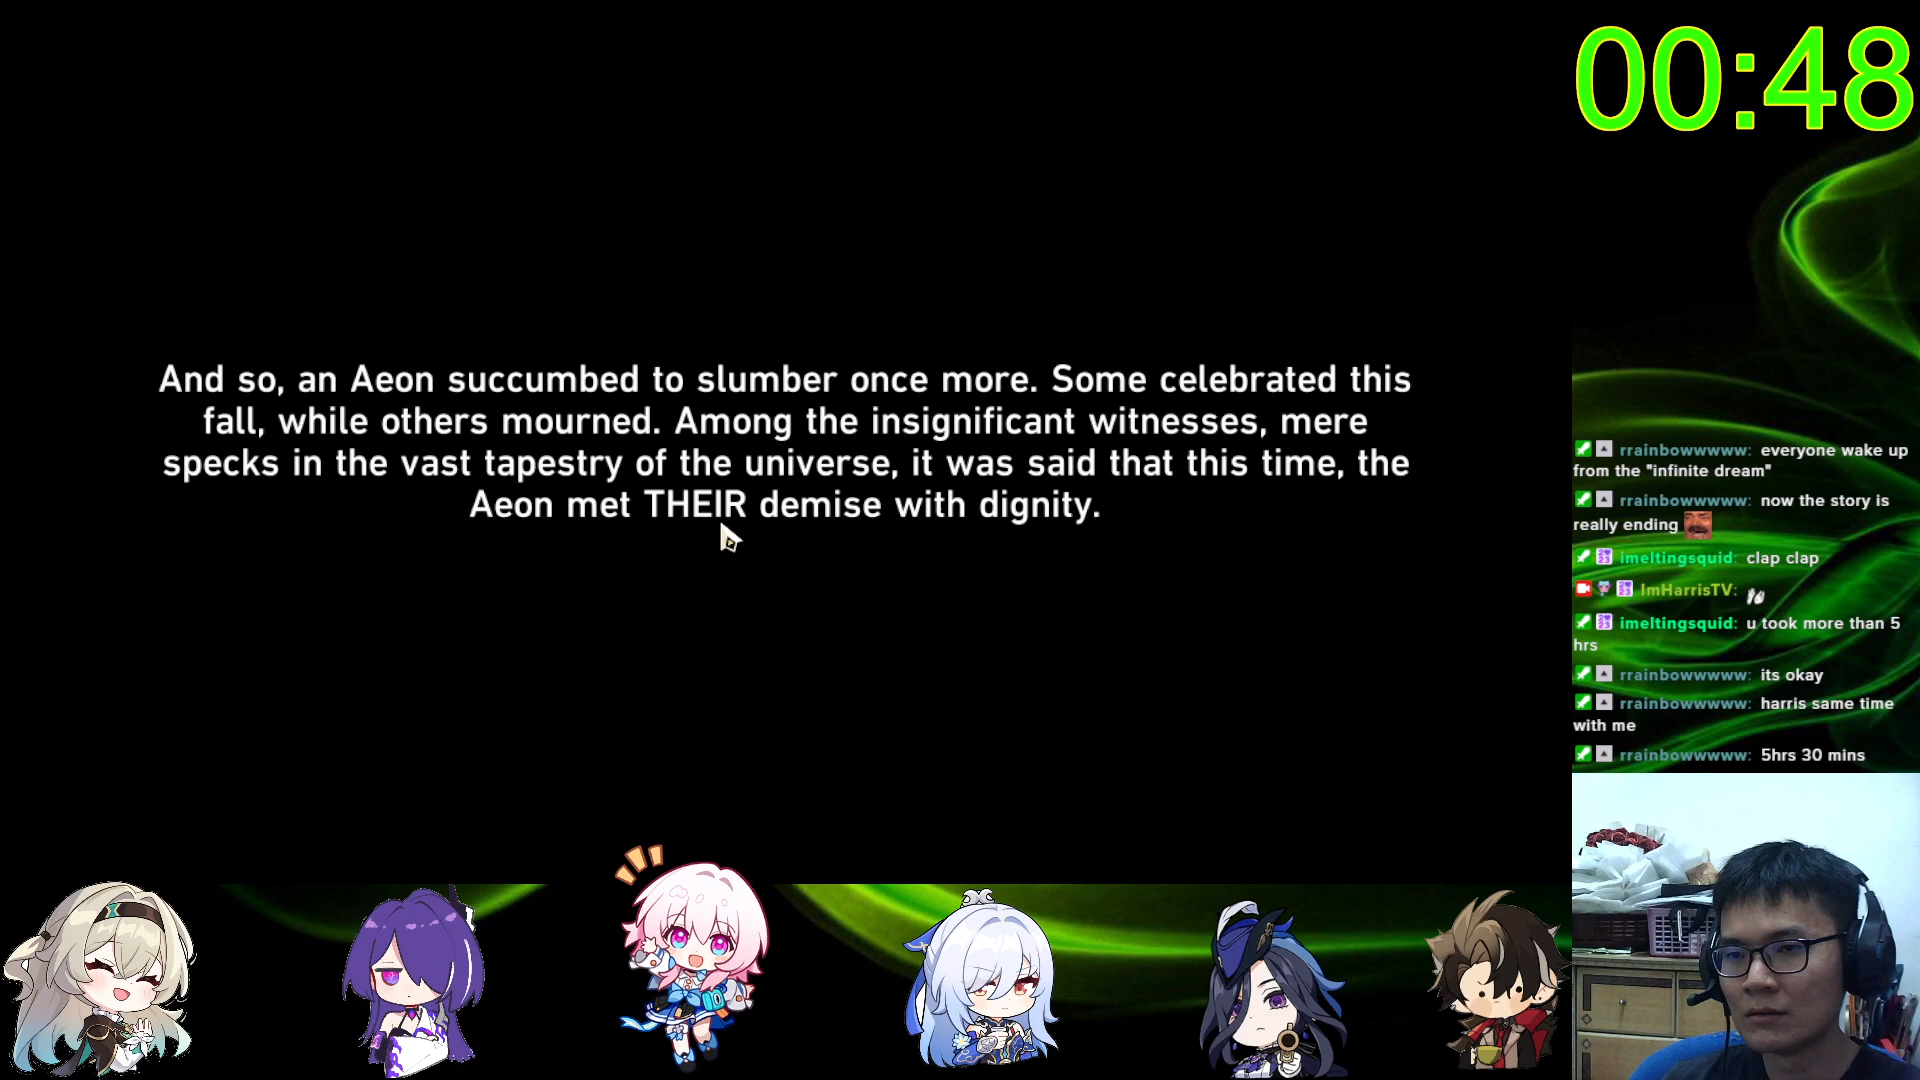 00:48
And so, an Aeon succumbed to slumber once more. Some celebrated this
fall, while others mourned. Among the insignificant witnesses, mere
specks in the vast tapestry of the universe, it was said that this time, the
Aeon met THEIR demise with dignity.
rrainbowwwww: everyone wake up
from the "infinite dream"
rrainbowwwww: now the story is
really ending
imeltingsquid: clap clap
ImHarrisTV:
imeltingsquid: u took more than 5
hrs
rrainbowwwww: its okay
rrainbowwwww: harris same time
with me
rrainbowwwww: 5hrs 30 mins